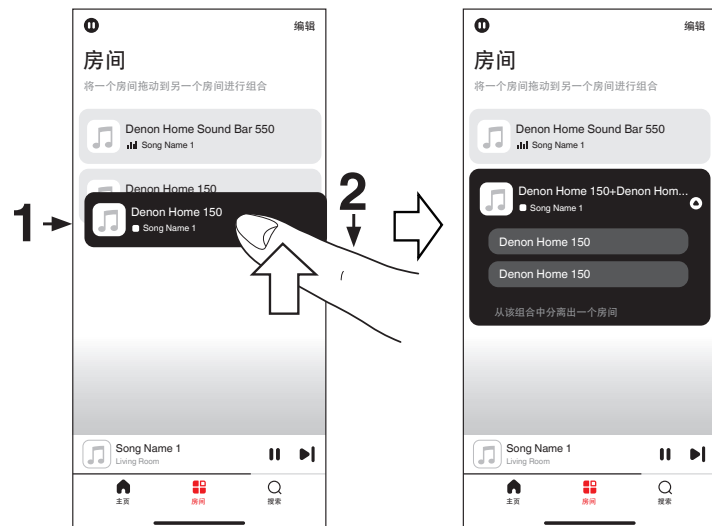 编辑
房间
将一个房间拖动到另一个房间进行组合
Denon Home Sound Bar 550
Song Name 1
Denon Home 150
Denon Home 150
Song Name 1
1
2
Song Name 1
Living Room
主页
房间
搜索
编辑
房间
将一个房间拖动到另一个房间进行组合
Denon Home Sound Bar 550
Song Name 1
Denon Home 150+Denon Hom...
Song Name 1
Denon Home 150
Denon Home 150
从该组合中分离出一个房间
Song Name 1
Living Room
主页
房间
搜索